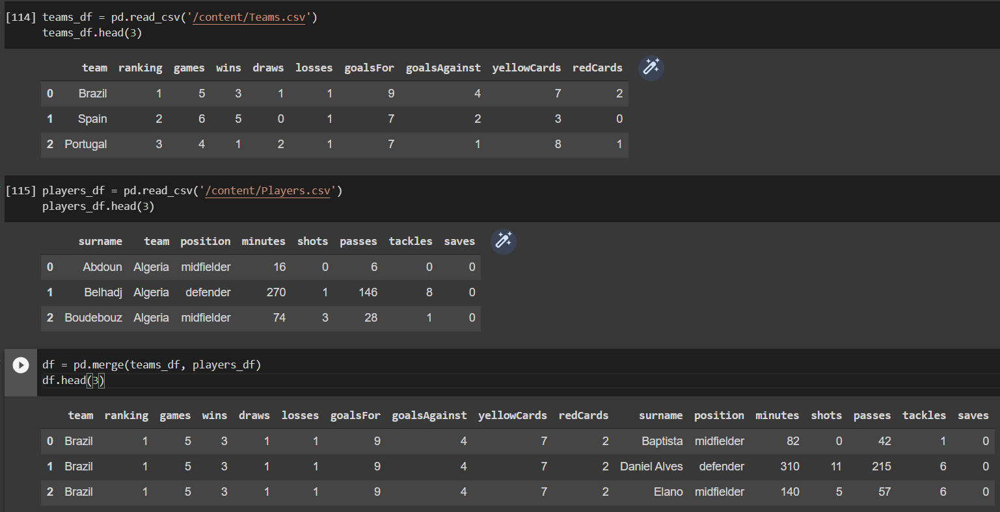 [114] teams_df = pd.read_csv('/content/Teams.csv')
teams_df.head(3)
team ranking games wins draws losses goalsFor goalsAgainst yellowCards redCards
0 Brazil 1 5 3 1 1 9 4 7 2
1 Spain 2 6 5 0 1 7 2 3 0
2 Portugal 3 4 1 2 1 7 1 8 1
[115] players_df = pd.read_csv('/content/Players.csv')
players_df.head(3)
surname team position minutes shots passes tackles saves
0 Abdoun Algeria midfielder 16 0 6 0 0
1 Belhadj Algeria defender 270 1 146 8 0
2 Boudebouz Algeria midfielder 74 3 28 1 0
df = pd.merge(teams_df, players_df)
df.head(3)
team ranking games wins draws losses goalsFor goalsAgainst yellowCards redCards surname position minutes shots passes tackles saves
0 Brazil 1 5 3 1 1 9 4 7 2 Baptista midfielder 82 0 42 1 0
1 Brazil 1 5 3 1 1 9 4 7 2 Daniel Alves defender 310 11 215 6 0
2 Brazil 1 5 3 1 1 9 4 7 2 Elano midfielder 140 5 57 6 0